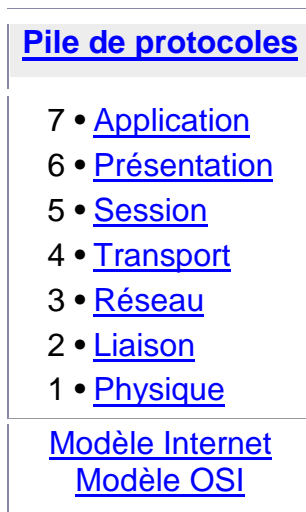 Pile de protocoles
7 • Application
6 • Présentation
5 • Session
4 • Transport
3 • Réseau
2 • Liaison
1 • Physique
Modèle Internet
Modèle OSI